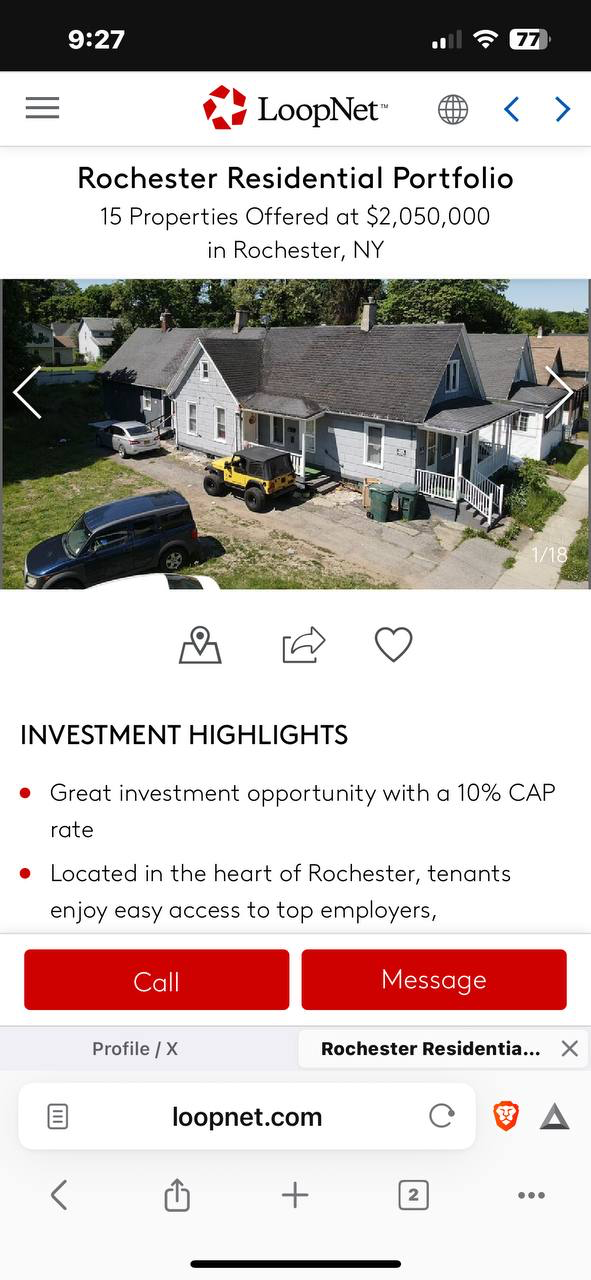 9:27
77
LoopNet™
Rochester Residential Portfolio
15 Properties Offered at $2,050,000
in Rochester, NY
1/18
INVESTMENT HIGHLIGHTS
Great investment opportunity with a 10% CAP
rate
Located in the heart of Rochester, tenants
enjoy easy access to top employers,
Call
Message
Profile / X
Rochester Residentia...
loopnet.com
2